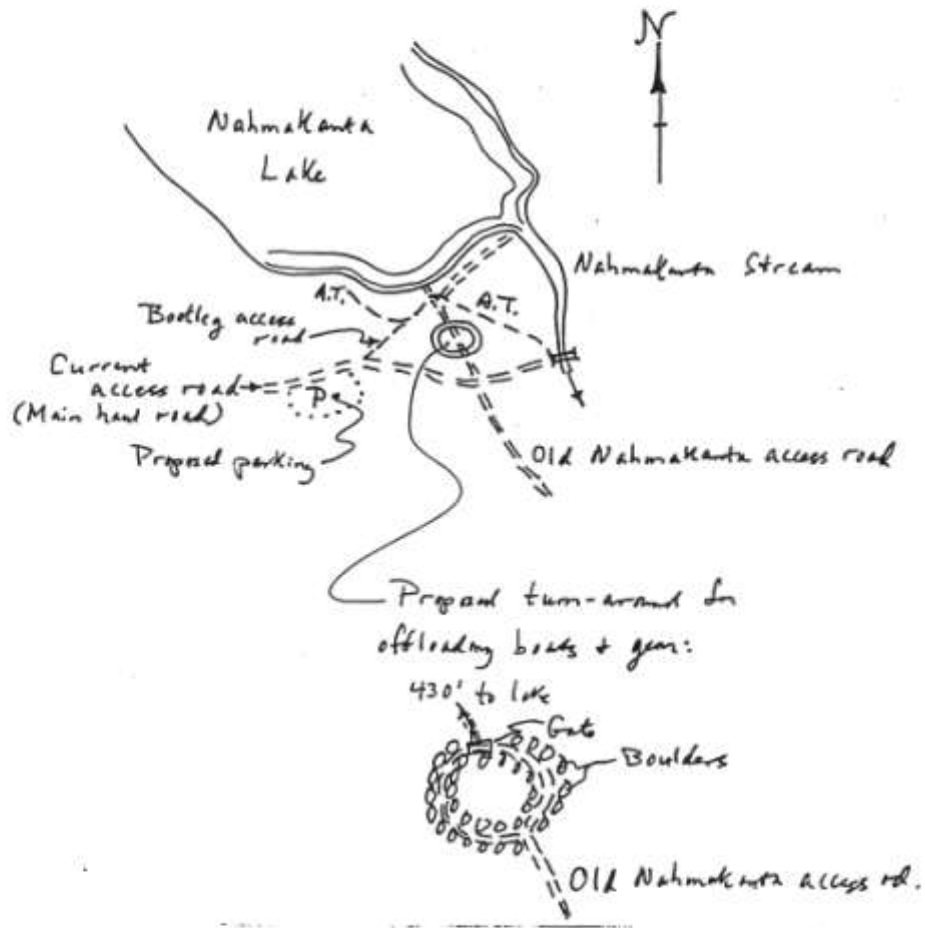 N
Nahmakanta
Lake
Nahmakanta Stream
A.T.
A.T.
Bootleg access
road
Current
access road
(Main haul road)
P
Proposed parking
Old Nahmakanta access road
Proposed turn-around for
offloading boats + gear:
430' to lake
Gate
Boulders
Old Nahmakanta access rd.